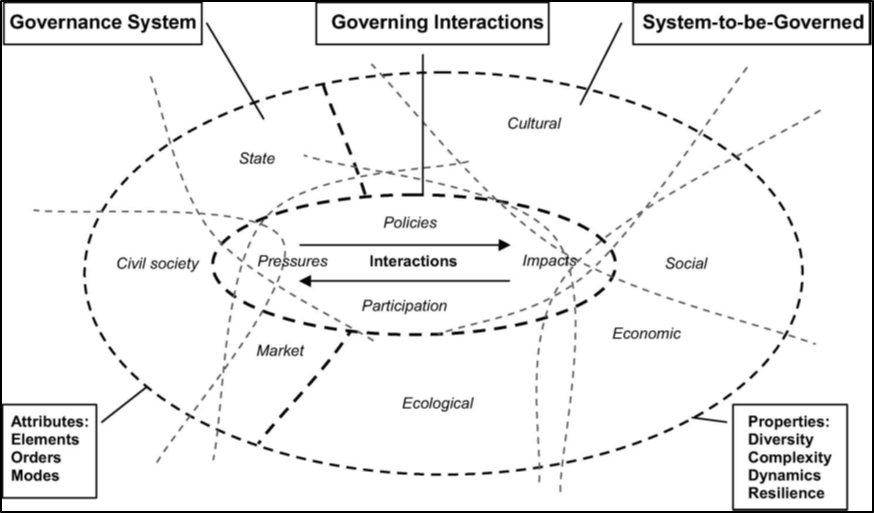 Governance System
Governing Interactions
System-to-be-Governed
Cultural
State
Policies
Civil society
Pressures
Interactions
Impacts
Social
Participation
Economic
Market
Ecological
Attributes:
Elements
Orders
Modes
Properties:
Diversity
Complexity
Dynamics
Resilience